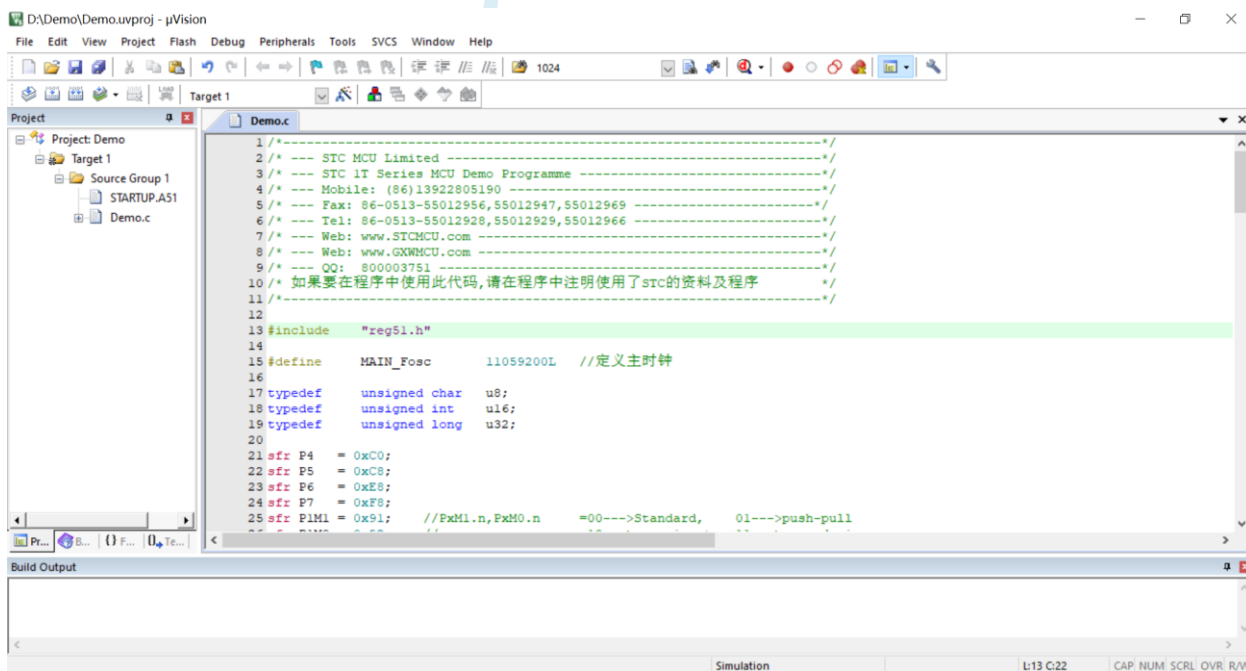 D:\Demo\Demo.uvproj - µVision
File Edit View Project Flash Debug Peripherals Tools SVCS Window Help
1024
Target 1
Project
Project: Demo
Target 1
Source Group 1
STARTUP.A51
Demo.c
Pr... B... {} F... 0 Te...
Demo.c
1 /*---------------------------------------------------------------------*/
2 /* --- STC MCU Limited ------------------------------------------------*/
3 /* --- STC 1T Series MCU Demo Programme -------------------------------*/
4 /* --- Mobile: (86)13922805190 ----------------------------------------*/
5 /* --- Fax: 86-0513-55012956,55012947,55012969 -----------------------*/
6 /* --- Tel: 86-0513-55012928,55012929,55012966 -------------------------*/
7 /* --- Web: www.STCMCU.com --------------------------------------------*/
8 /* --- Web: www.GXWMCU.com --------------------------------------------*/
9 /* --- QQ:  800003751 -------------------------------------------------*/
10 /* 如果要在程序中使用此代码,请在程序中注明使用了STC的资料及程序 */
11 /*---------------------------------------------------------------------*/
12
13 #include "reg51.h"
14
15 #define MAIN_Fosc 11059200L //定义主时钟
16
17 typedef unsigned char u8;
18 typedef unsigned int u16;
19 typedef unsigned long u32;
20
21 sfr P4 = 0xC0;
22 sfr P5 = 0xC8;
23 sfr P6 = 0xE8;
24 sfr P7 = 0xF8;
25 sfr P1M1 = 0x91; //PxM1.n,PxM0.n =00--->Standard, 01--->push-pull
Build Output
Simulation L:13 C:22 CAP NUM SCRL OVR R/W